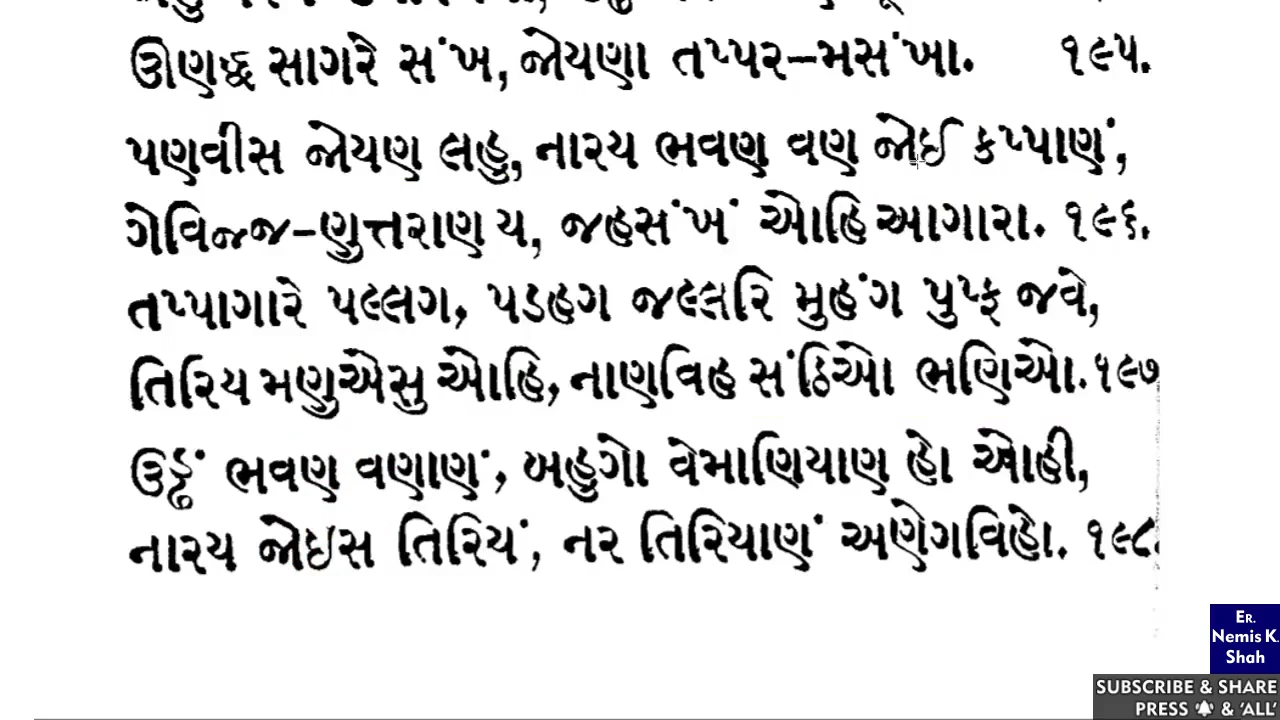 ઊણદ્ધ સાગરે સંખ, જોયણા તપ્પર–મસંખા. ૧૯૫.
પણવીસ જોયણ લહુ, નારય ભવણ વણ જોઈ કપ્પાણં,
ગેવિજ્જ–ણુત્તરાણ ય, જહસંખં ઓહિ આગારા. ૧૯૬.
તપ્પાગારે પલ્લગ, પડહગ જલ્લરિ મુહંગ પુપ્ફ જવે,
તિરિય મણુએસુ ઓહિ, નાણવિહ સંઠિઓ ભણિઓ. ૧૯૭
ઉડ્ઢં ભવણ વણાણં, બહુગો વેમાણિયાણ હો ઓહી,
નારય જોઇસ તિરિયં, નર તિરિયાણં અણેગવિહો. ૧૯૮.
ER.
Nemis K.
Shah
SUBSCRIBE & SHARE
PRESS & 'ALL'